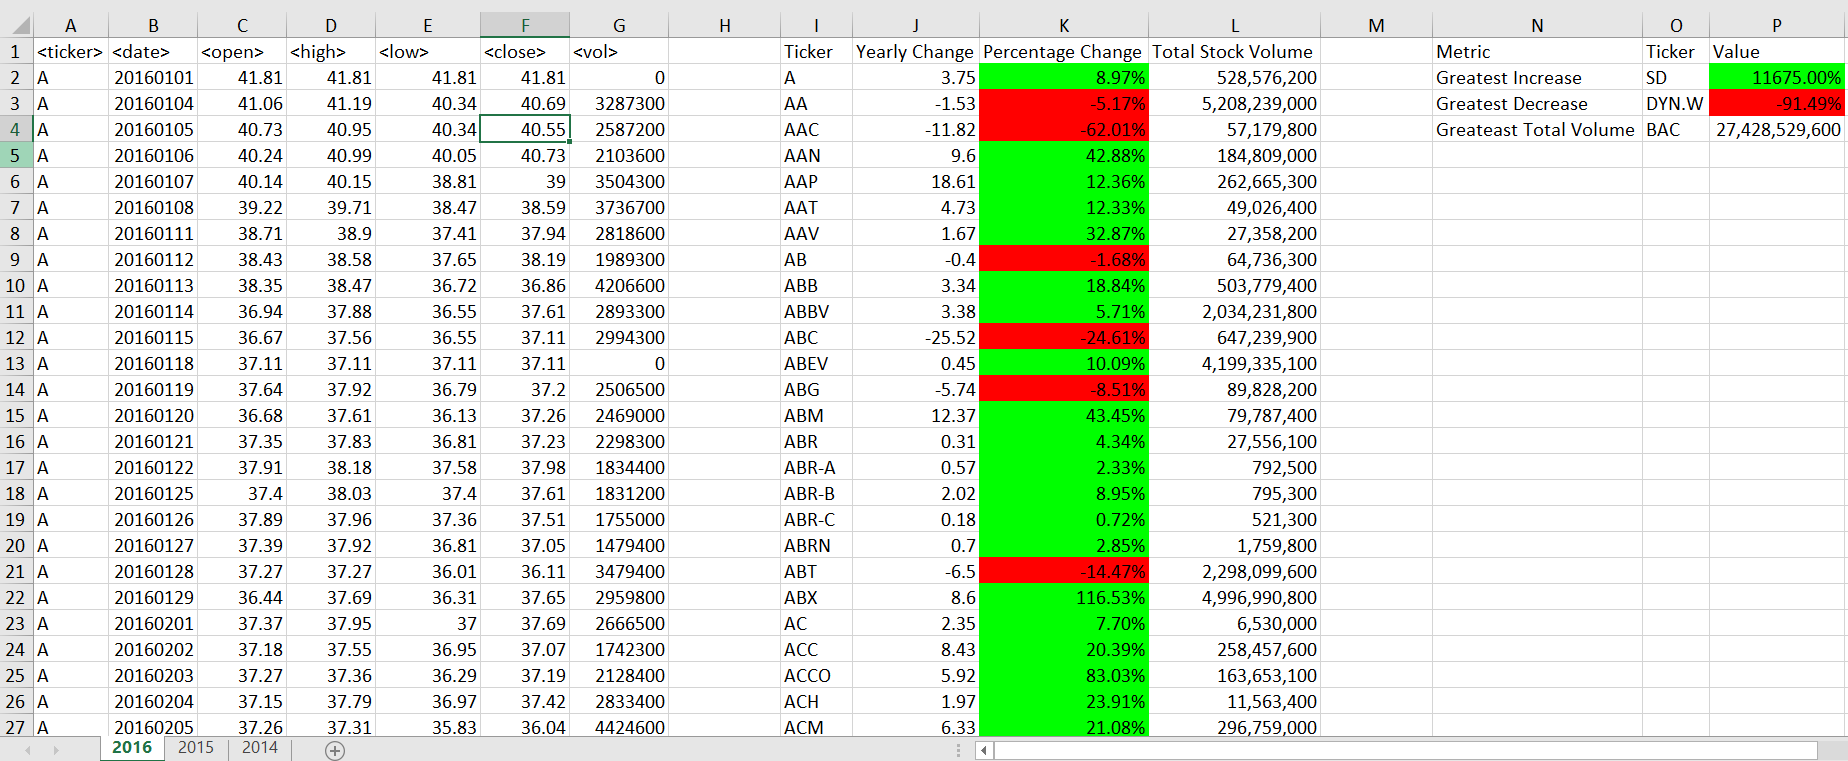 A B C D E F G H I J K L M N O P
1 <ticker> <date> <open> <high> <low> <close> <vol> Ticker Yearly Change Percentage Change Total Stock Volume Metric Ticker Value
2 A 20160101 41.81 41.81 41.81 41.81 0 A 3.75 8.97% 528,576,200 Greatest Increase SD 11675.00%
3 A 20160104 41.06 41.19 40.34 40.69 3287300 AA -1.53 -5.17% 5,208,239,000 Greatest Decrease DYN.W -91.49%
4 A 20160105 40.73 40.95 40.34 40.55 2587200 AAC -11.82 -62.01% 57,179,800 Greateast Total Volume BAC 27,428,529,600
5 A 20160106 40.24 40.99 40.05 40.73 2103600 AAN 9.6 42.88% 184,809,000
6 A 20160107 40.14 40.15 38.81 39 3504300 AAP 18.61 12.36% 262,665,300
7 A 20160108 39.22 39.71 38.47 38.59 3736700 AAT 4.73 12.33% 49,026,400
8 A 20160111 38.71 38.9 37.41 37.94 2818600 AAV 1.67 32.87% 27,358,200
9 A 20160112 38.43 38.58 37.65 38.19 1989300 AB -0.4 -1.68% 64,736,300
10 A 20160113 38.35 38.47 36.72 36.86 4206600 ABB 3.34 18.84% 503,779,400
11 A 20160114 36.94 37.88 36.55 37.61 2893300 ABBV 3.38 5.71% 2,034,231,800
12 A 20160115 36.67 37.56 36.55 37.11 2994300 ABC -25.52 -24.61% 647,239,900
13 A 20160118 37.11 37.11 37.11 37.11 0 ABEV 0.45 10.09% 4,199,335,100
14 A 20160119 37.64 37.92 36.79 37.2 2506500 ABG -5.74 -8.51% 89,828,200
15 A 20160120 36.68 37.61 36.13 37.26 2469000 ABM 12.37 43.45% 79,787,400
16 A 20160121 37.35 37.83 36.81 37.23 2298300 ABR 0.31 4.34% 27,556,100
17 A 20160122 37.91 38.18 37.58 37.98 1834400 ABR-A 0.57 2.33% 792,500
18 A 20160125 37.4 38.03 37.4 37.61 1831200 ABR-B 2.02 8.95% 795,300
19 A 20160126 37.89 37.96 37.36 37.51 1755000 ABR-C 0.18 0.72% 521,300
20 A 20160127 37.39 37.92 36.81 37.05 1479400 ABRN 0.7 2.85% 1,759,800
21 A 20160128 37.27 37.27 36.01 36.11 3479400 ABT -6.5 -14.47% 2,298,099,600
22 A 20160129 36.44 37.69 36.31 37.65 2959800 ABX 8.6 116.53% 4,996,990,800
23 A 20160201 37.37 37.95 37 37.69 2666500 AC 2.35 7.70% 6,530,000
24 A 20160202 37.18 37.55 36.95 37.07 1742300 ACC 8.43 20.39% 258,457,600
25 A 20160203 37.27 37.36 36.29 37.19 2128400 ACCO 5.92 83.03% 163,653,100
26 A 20160204 37.15 37.79 36.97 37.42 2833400 ACH 1.97 23.91% 11,563,400
27 A 20160205 37.26 37.31 35.83 36.04 4424600 ACM 6.33 21.08% 296,759,000
2016 2015 2014